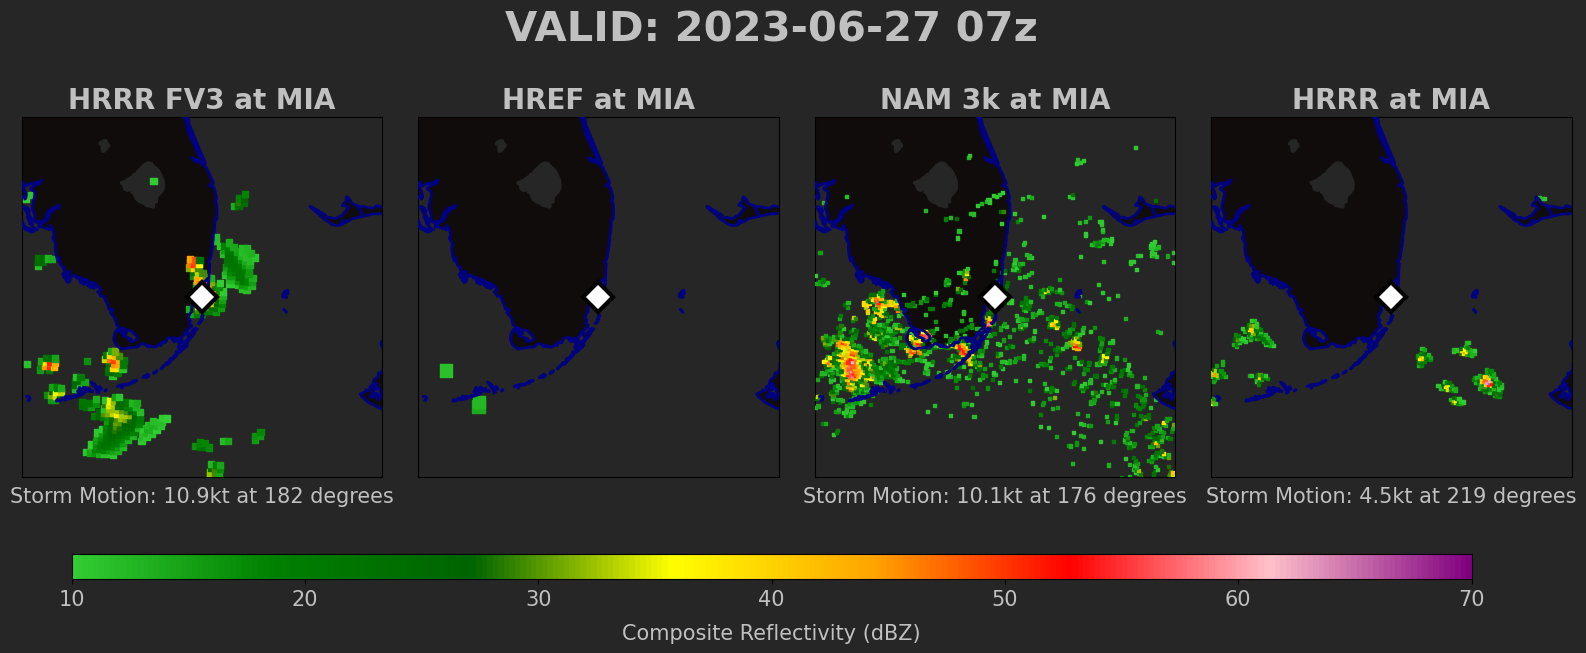 VALID: 2023-06-27 07z
HRRR FV3 at MIA
HREF at MIA
NAM 3k at MIA
HRRR at MIA
Storm Motion: 10.9kt at 182 degrees
Storm Motion: 10.1kt at 176 degrees
Storm Motion: 4.5kt at 219 degrees
10 20 30 40 50 60 70
Composite Reflectivity (dBZ)